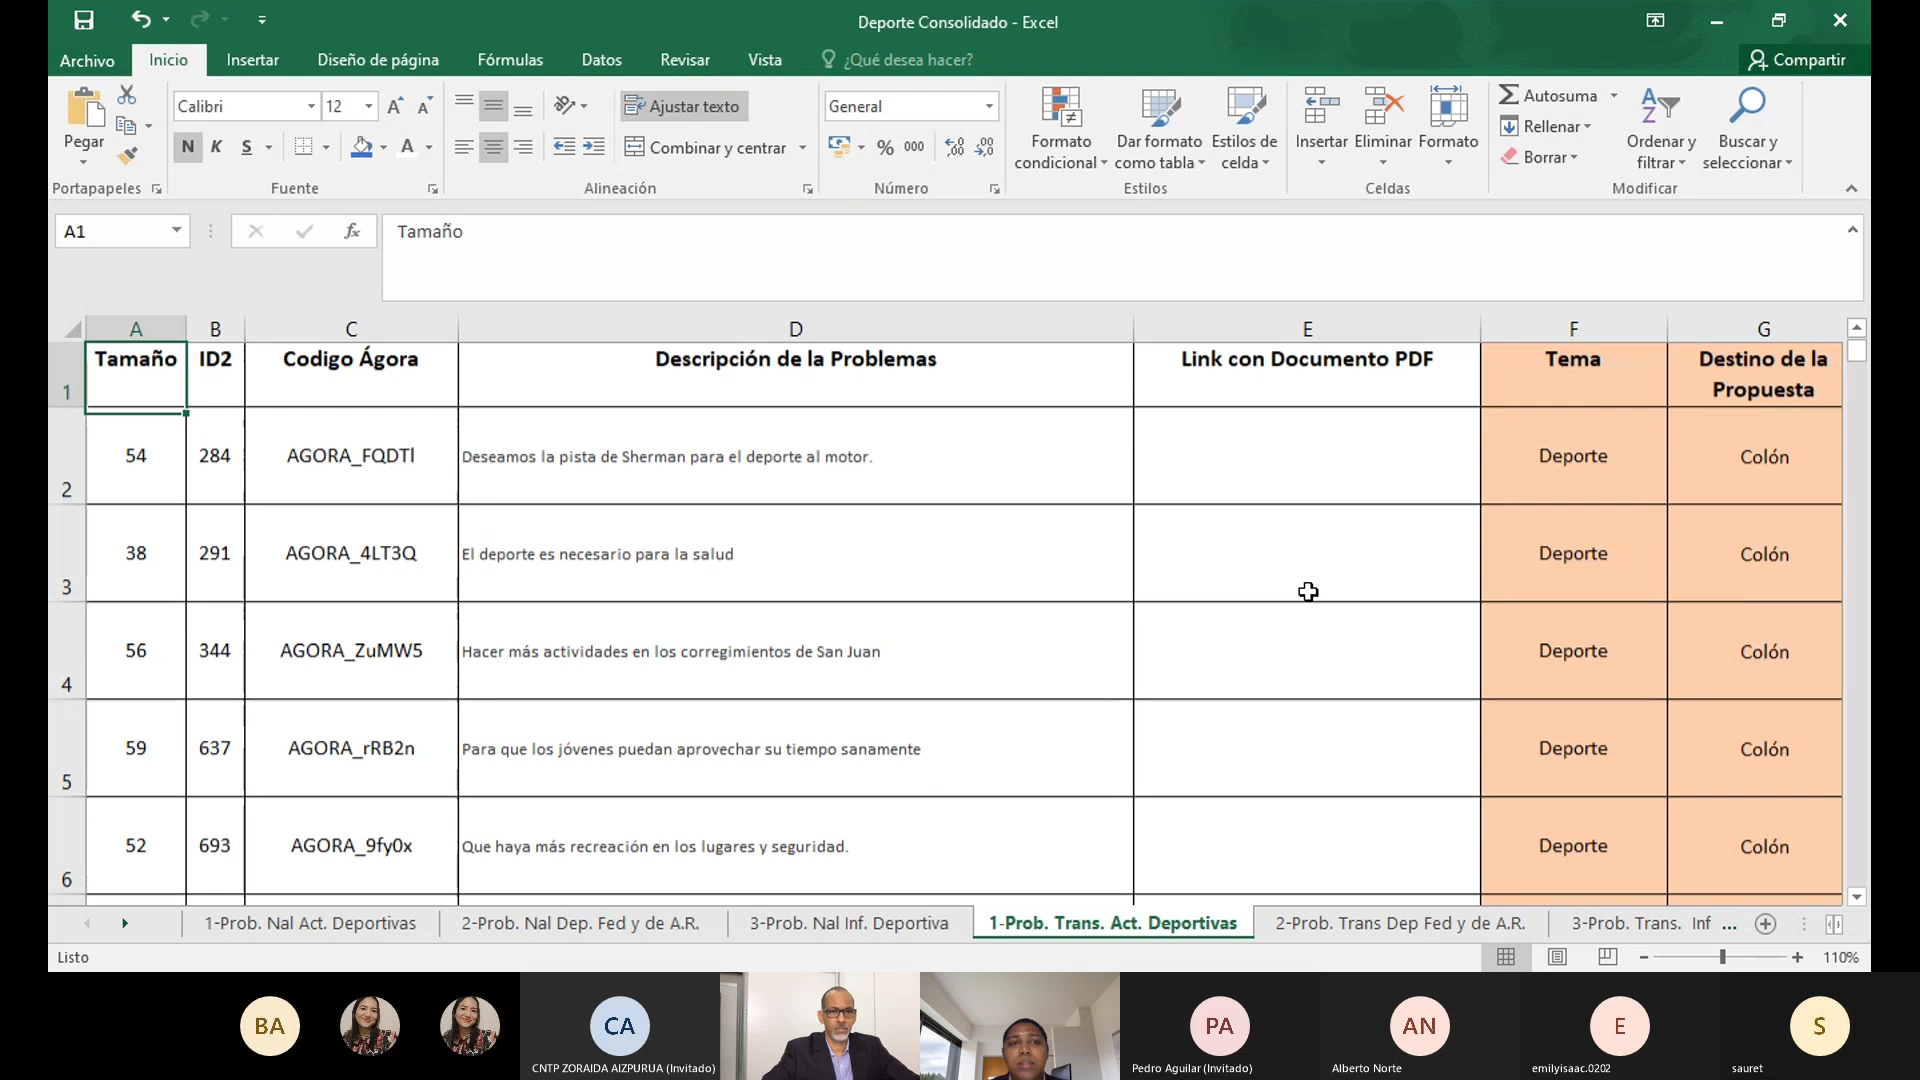 Deporte Consolidado - Excel
Archivo Inicio Insertar Diseño de página Fórmulas Datos Revisar Vista ¿Qué desea hacer? Compartir
Pegar
Portapapeles
Calibri 12
N K S
Fuente
Ajustar texto
Combinar y centrar
Alineación
General
% 000
Número
Formato condicional
Dar formato como tabla
Estilos de celda
Estilos
Insertar Eliminar Formato
Celdas
Autosuma
Rellenar
Borrar
Ordenar y filtrar
Buscar y seleccionar
Modificar
A1 fx Tamaño
A B C D E F G
1 Tamaño ID2 Codigo Ágora Descripción de la Problemas Link con Documento PDF Tema Destino de la Propuesta
2 54 284 AGORA_FQDTl Deseamos la pista de Sherman para el deporte al motor. Deporte Colón
3 38 291 AGORA_4LT3Q El deporte es necesario para la salud Deporte Colón
4 56 344 AGORA_ZuMW5 Hacer más actividades en los corregimientos de San Juan Deporte Colón
5 59 637 AGORA_rRB2n Para que los jóvenes puedan aprovechar su tiempo sanamente Deporte Colón
6 52 693 AGORA_9fy0x Que haya más recreación en los lugares y seguridad. Deporte Colón
1-Prob. Nal Act. Deportivas 2-Prob. Nal Dep. Fed y de A.R. 3-Prob. Nal Inf. Deportiva 1-Prob. Trans. Act. Deportivas 2-Prob. Trans Dep Fed y de A.R. 3-Prob. Trans. Inf ...
Listo 110%
BA CA PA AN E S
CNTP ZORAIDA AIZPURUA (Invitado) Pedro Aguilar (Invitado) Alberto Norte emilyisaac.0202 sauret